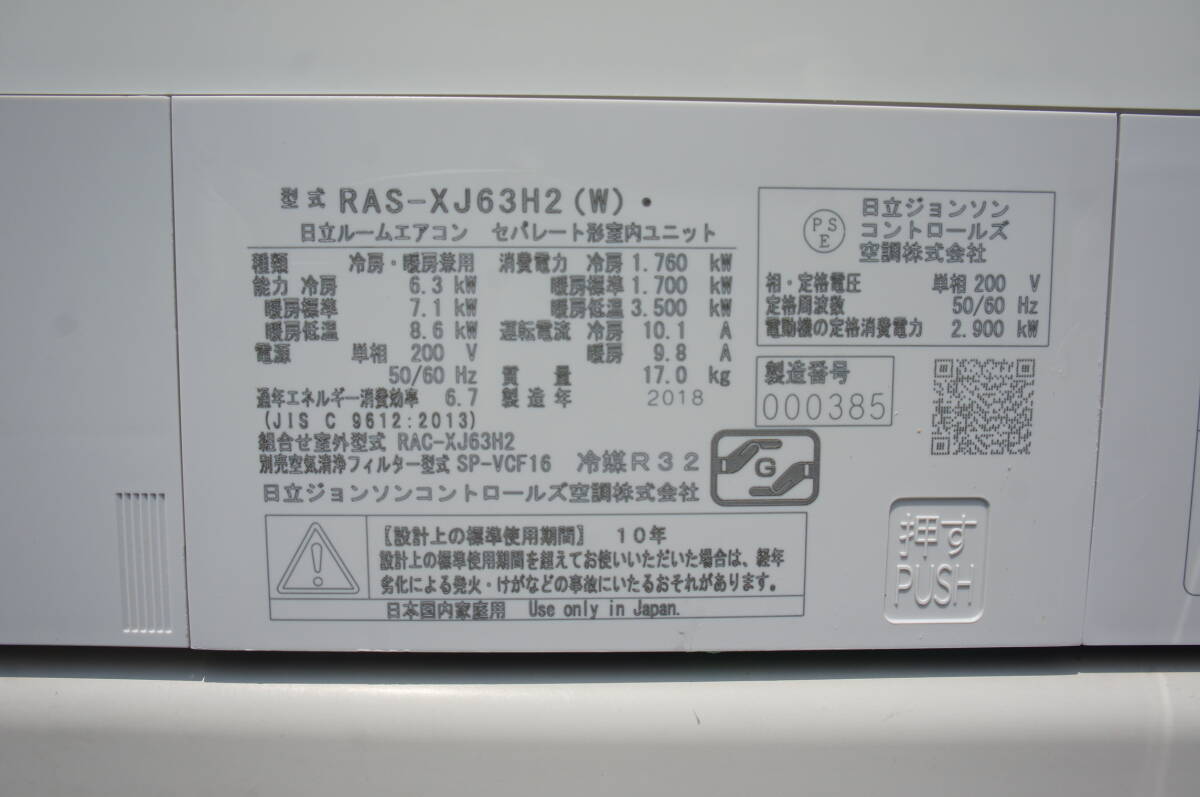 型式 RAS-XJ63H2(W)・
日立ルームエアコン セパレート形室内ユニット
種類 冷房・暖房兼用
能力 冷房 6.3 kW
暖房標準 7.1 kW
暖房低温 8.6 kW
電源 単相 200 V
50/60 Hz
通年エネルギー消費効率 6.7
(JIS C 9612:2013)
消費電力 冷房 1.760 kW
暖房標準 1.700 kW
暖房低温 3.500 kW
運転電流 冷房 10.1 A
暖房 9.8 A
質量 17.0 kg
製造年 2018
組合せ室外型式 RAC-XJ63H2
別売空気清浄フィルター型式 SP-VCF16 冷媒R32
日立ジョンソンコントロールズ空調株式会社
G
PS
E
日立ジョンソン
コントロールズ
空調株式会社
相・定格電圧 単相 200 V
定格周波数 50/60 Hz
電動機の定格消費電力 2.900 kW
製造番号
000385
〖設計上の標準使用期間〗 10年
設計上の標準使用期間を超えてお使いいただいた場合は、経年
劣化による発火・けがなどの事故にいたるおそれがあります。
日本国内家庭用 Use only in Japan.
押す
PUSH